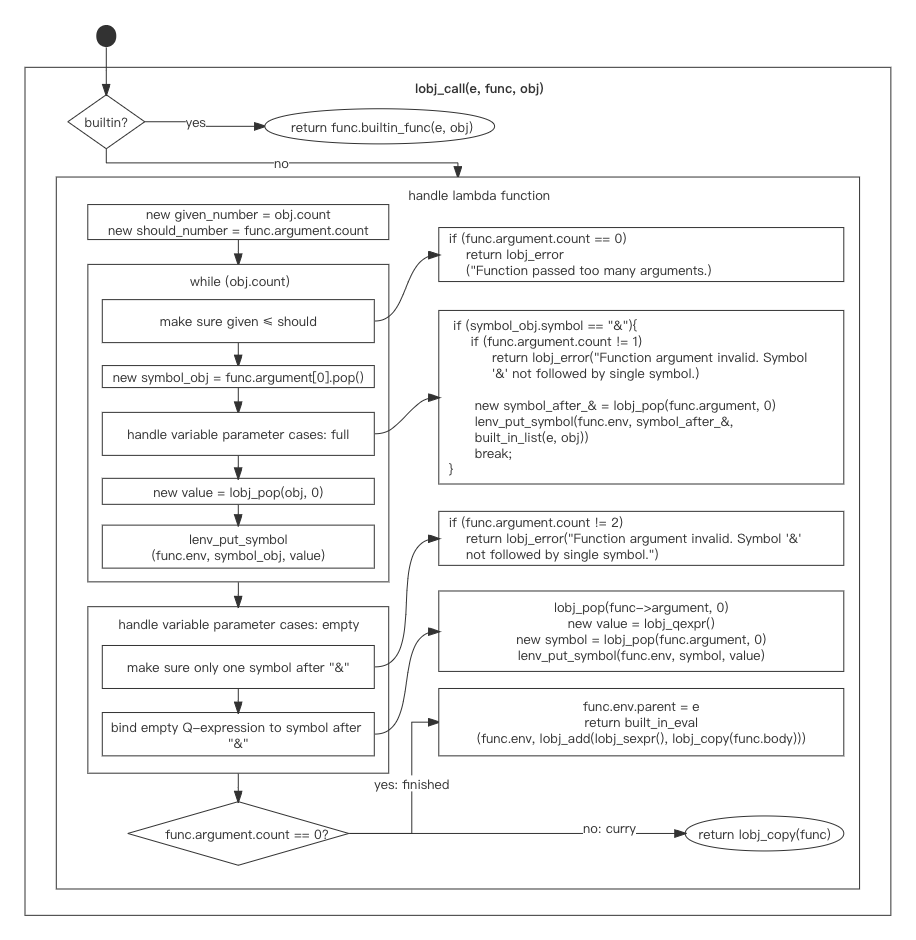 lobj_call(e, func, obj)
builtin?
yes
return func.builtin_func(e, obj)
no
handle lambda function
new given_number = obj.count
new should_number = func.argument.count
while (obj.count)
make sure given ≤ should
new symbol_obj = func.argument[0].pop()
handle variable parameter cases: full
new value = lobj_pop(obj, 0)
lenv_put_symbol
(func.env, symbol_obj, value)
if (func.argument.count == 0)
return lobj_error
("Function passed too many arguments.)
if (symbol_obj.symbol == "&"){
if (func.argument.count != 1)
return lobj_error("Function argument invalid. Symbol
'&' not followed by single symbol.)
new symbol_after_& = lobj_pop(func.argument, 0)
lenv_put_symbol(func.env, symbol_after_&,
built_in_list(e, obj))
break;
}
handle variable parameter cases: empty
make sure only one symbol after "&"
bind empty Q-expression to symbol after
"&"
if (func.argument.count != 2)
return lobj_error("Function argument invalid. Symbol '&'
not followed by single symbol.")
lobj_pop(func->argument, 0)
new value = lobj_qexpr()
new symbol = lobj_pop(func.argument, 0)
lenv_put_symbol(func.env, symbol, value)
func.env.parent = e
return built_in_eval
(func.env, lobj_add(lobj_sexpr(), lobj_copy(func.body)))
yes: finished
func.argument.count == 0?
no: curry
return lobj_copy(func)